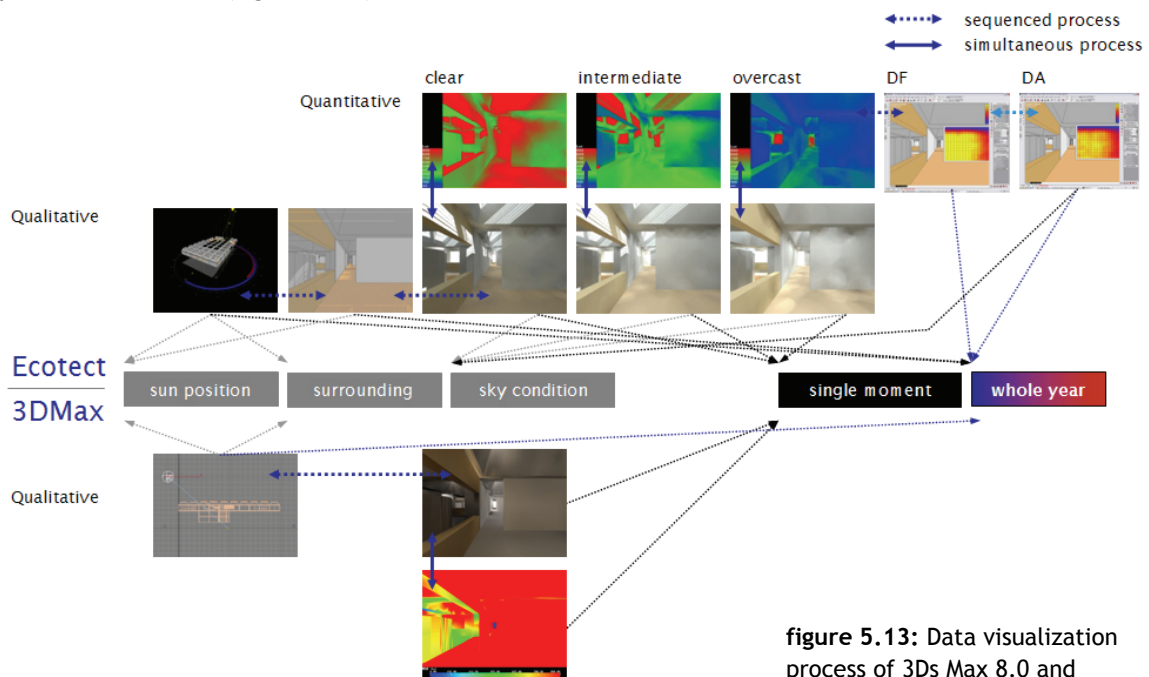 sequenced process
simultaneous process
clear
intermediate
overcast
DF
DA
Quantitative
Qualitative
Ecotect
3DMax
sun position
surrounding
sky condition
single moment
whole year
Qualitative
figure 5.13: Data visualization
process of 3Ds Max 8.0 and